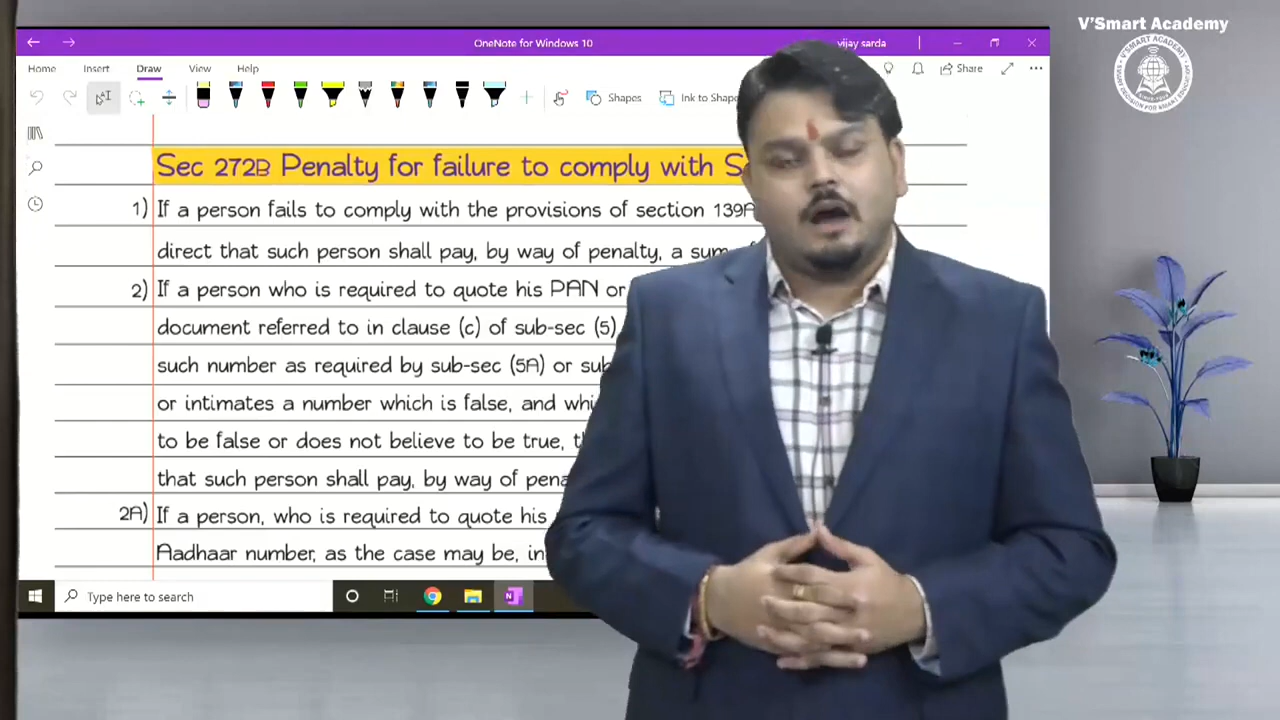 V'Smart Academy
OneNote for Windows 10
vijay sarda
Home Insert Draw View Help
Share
Shapes
Ink to Shape
Sec 272B Penalty for failure to comply with
1) If a person fails to comply with the provisions of section 139A
direct that such person shall pay, by way of penalty, a sum
2) If a person who is required to quote his PAN or
document referred to in clause (c) of sub-sec (5),
such number as required by sub-sec (5A) or
or intimates a number which is false, and
to be false or does not believe to be true,
that such person shall pay, by way of
2A) If a person, who is required to quote his
Aadhaar number, as the case may be,
Type here to search